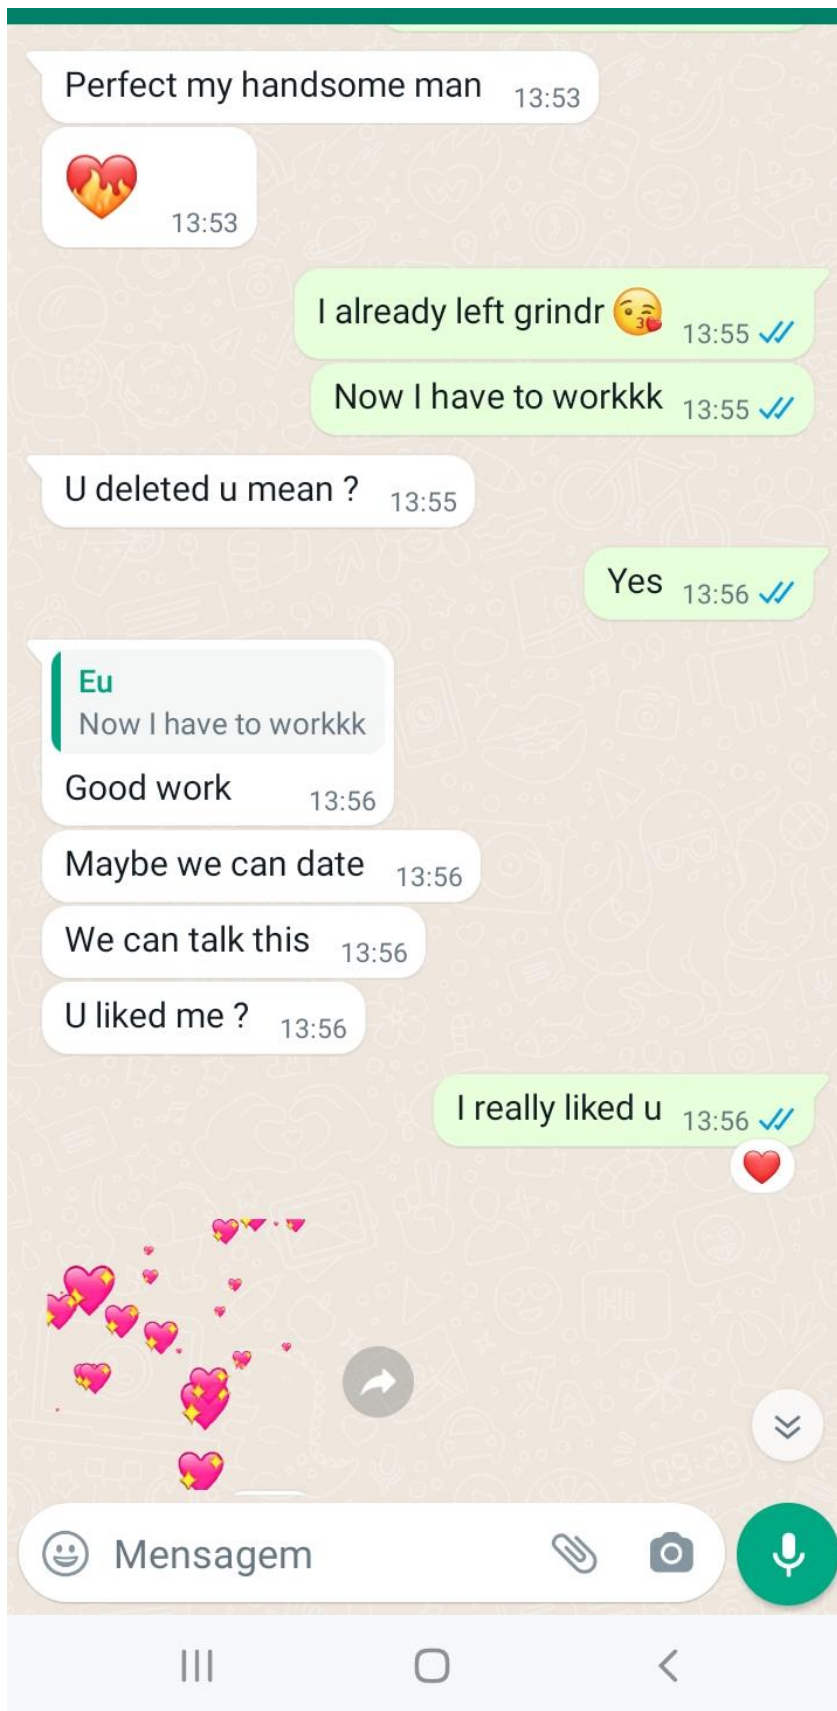 Perfect my handsome man 13:53
13:53
I already left grindr 13:55
Now I have to workkk 13:55
U deleted u mean ? 13:55
Yes 13:56
Eu
Now I have to workkk
Good work 13:56
Maybe we can date 13:56
We can talk this 13:56
U liked me ? 13:56
I really liked u 13:56
Mensagem